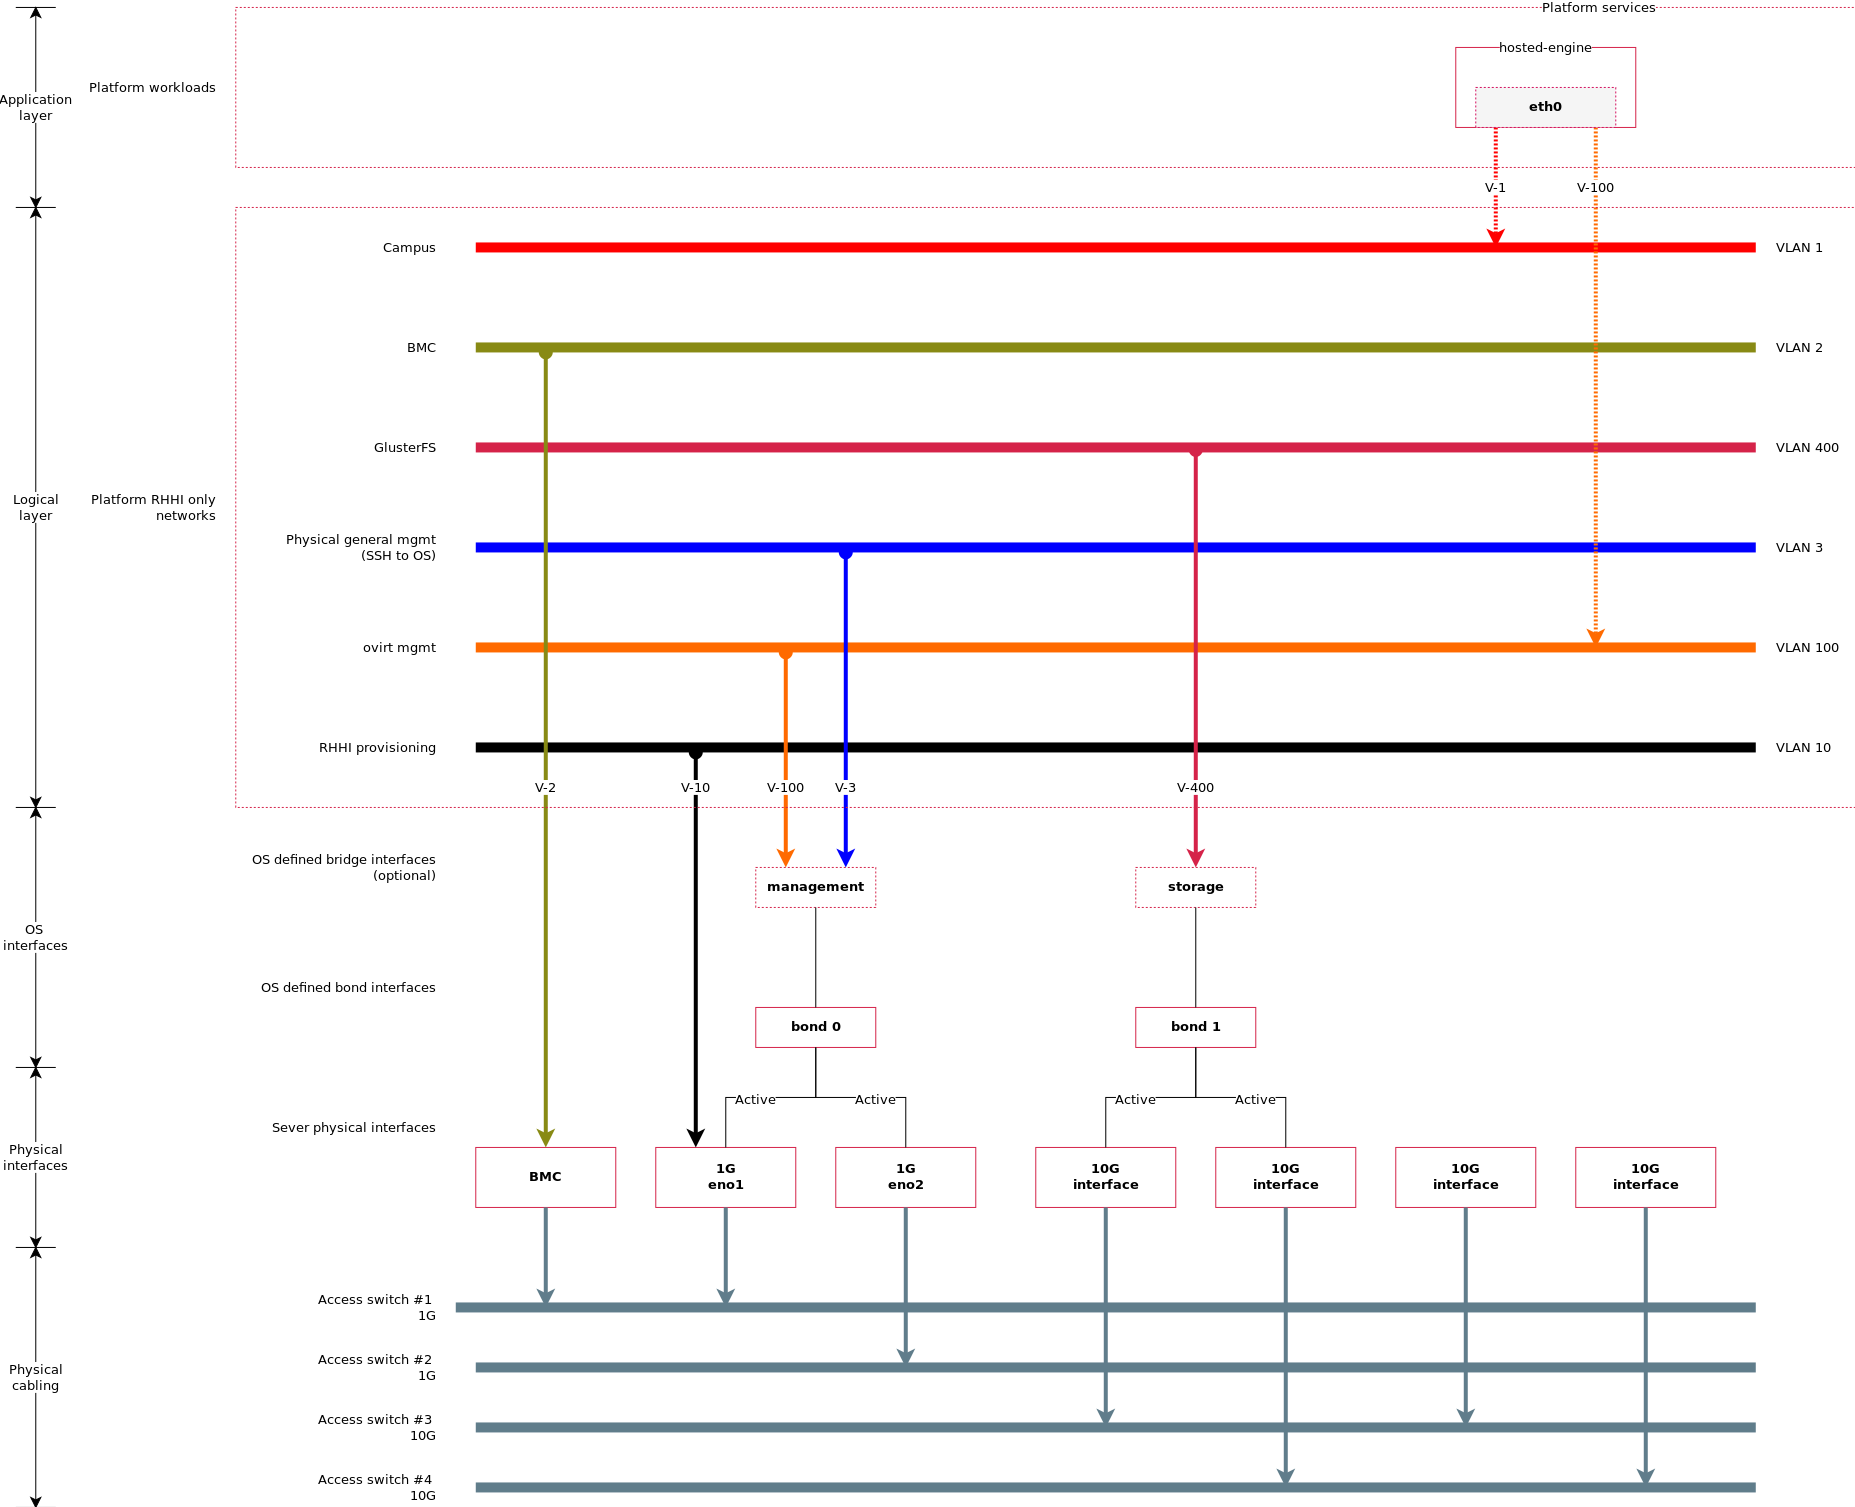 Platform services
hosted-engine
Platform workloads
Application
layer
eth0
V-1
V-100
Campus
VLAN 1
BMC
VLAN 2
GlusterFS
VLAN 400
Logical
layer
Platform RHHI only
networks
Physical general mgmt
(SSH to OS)
VLAN 3
ovirt mgmt
VLAN 100
RHHI provisioning
VLAN 10
V-2
V-10
V-100
V-3
V-400
OS defined bridge interfaces
(optional)
management
storage
OS
interfaces
OS defined bond interfaces
bond 0
bond 1
Active
Active
Active
Active
Sever physical interfaces
Physical
interfaces
BMC
1G
eno1
1G
eno2
10G
interface
10G
interface
10G
interface
10G
interface
Access switch #1
1G
Access switch #2
1G
Physical
cabling
Access switch #3
10G
Access switch #4
10G